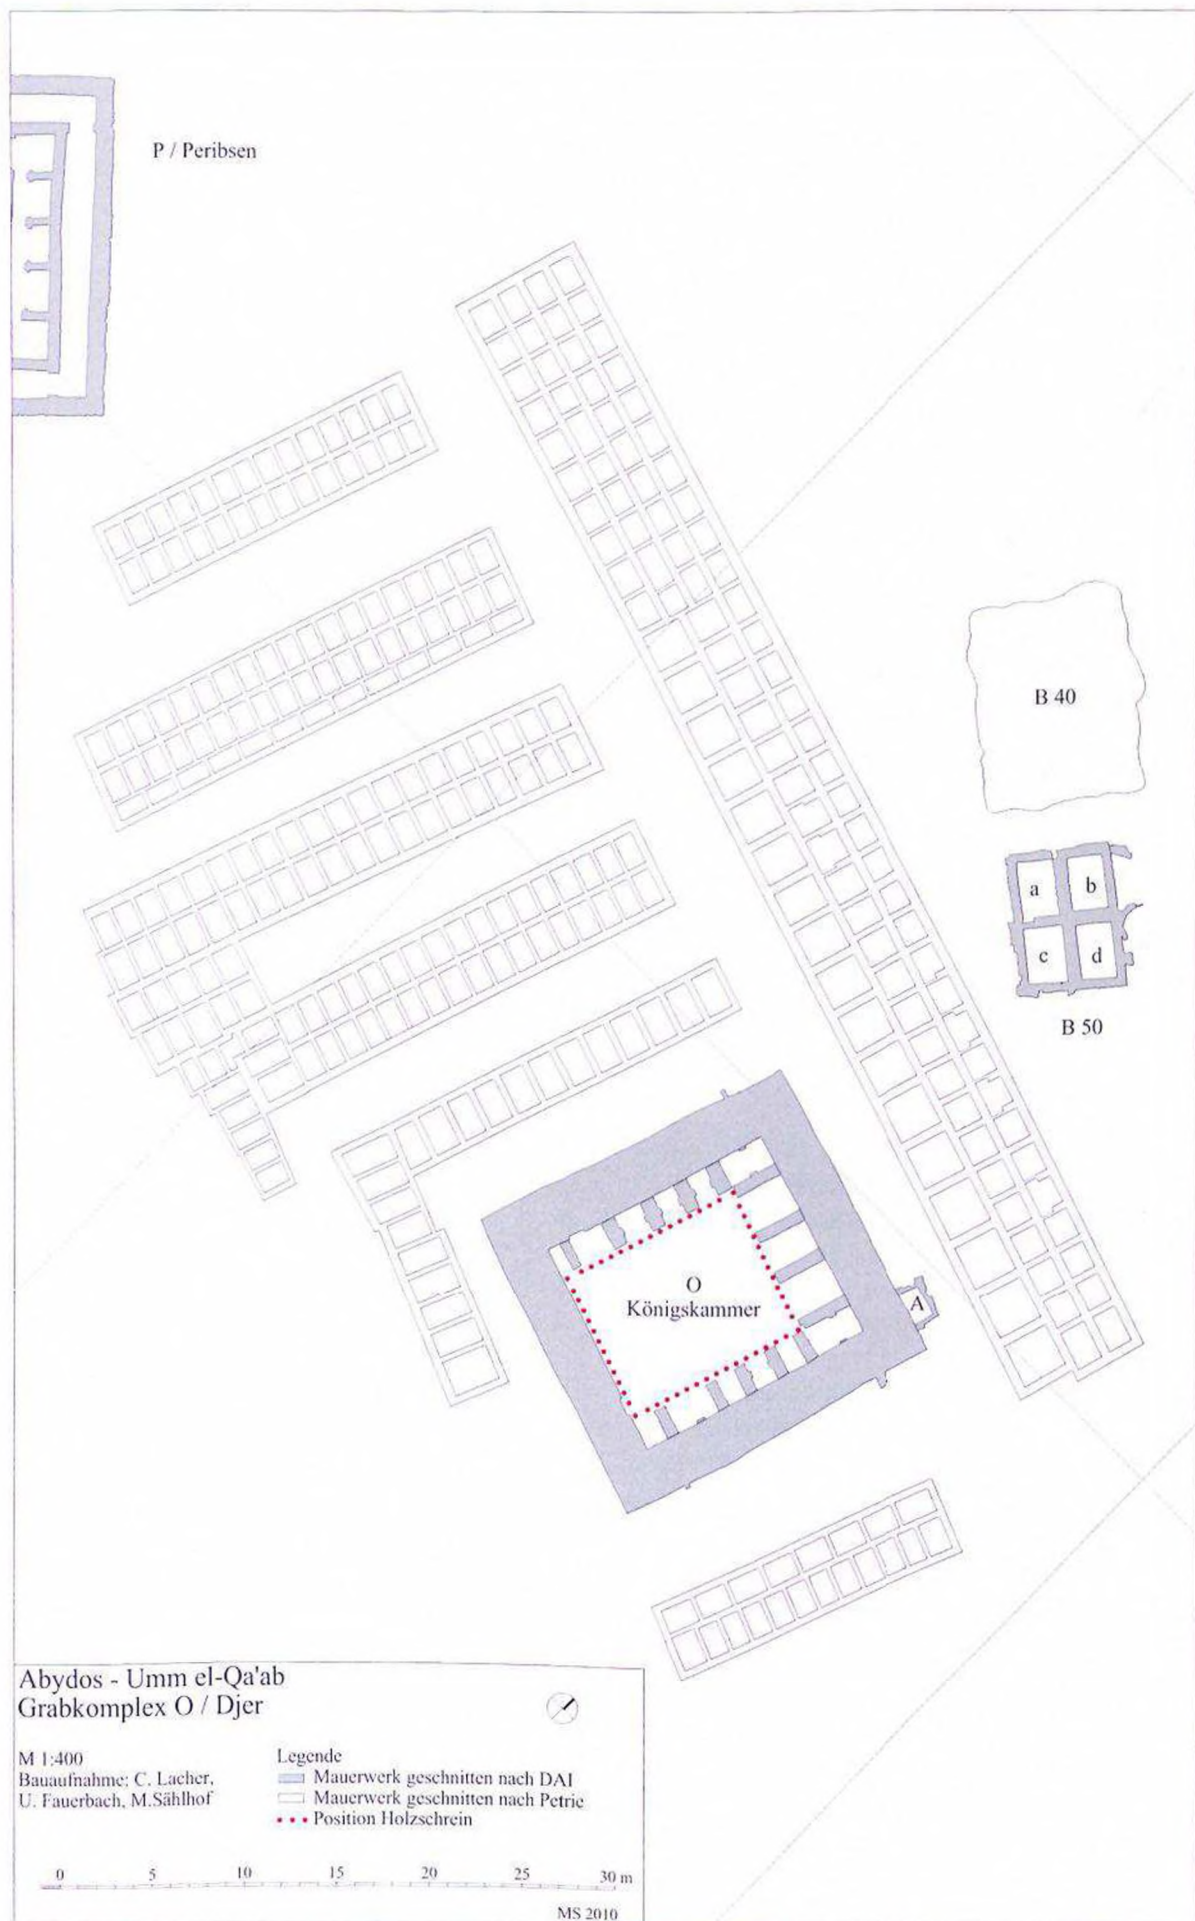 P / Peribsen
B 40
a
b
c
d
B 50
O
Königskammer
A
Abydos - Umm el-Qa'ab
Grabkomplex O / Djer
M 1:400
Bauaufnahme: C. Lacher,
U. Fauerbach, M.Sählhof
Legende
Mauerwerk geschnitten nach DAI
Mauerwerk geschnitten nach Petrie
Position Holzschrein
0 5 10 15 20 25 30 m
MS 2010